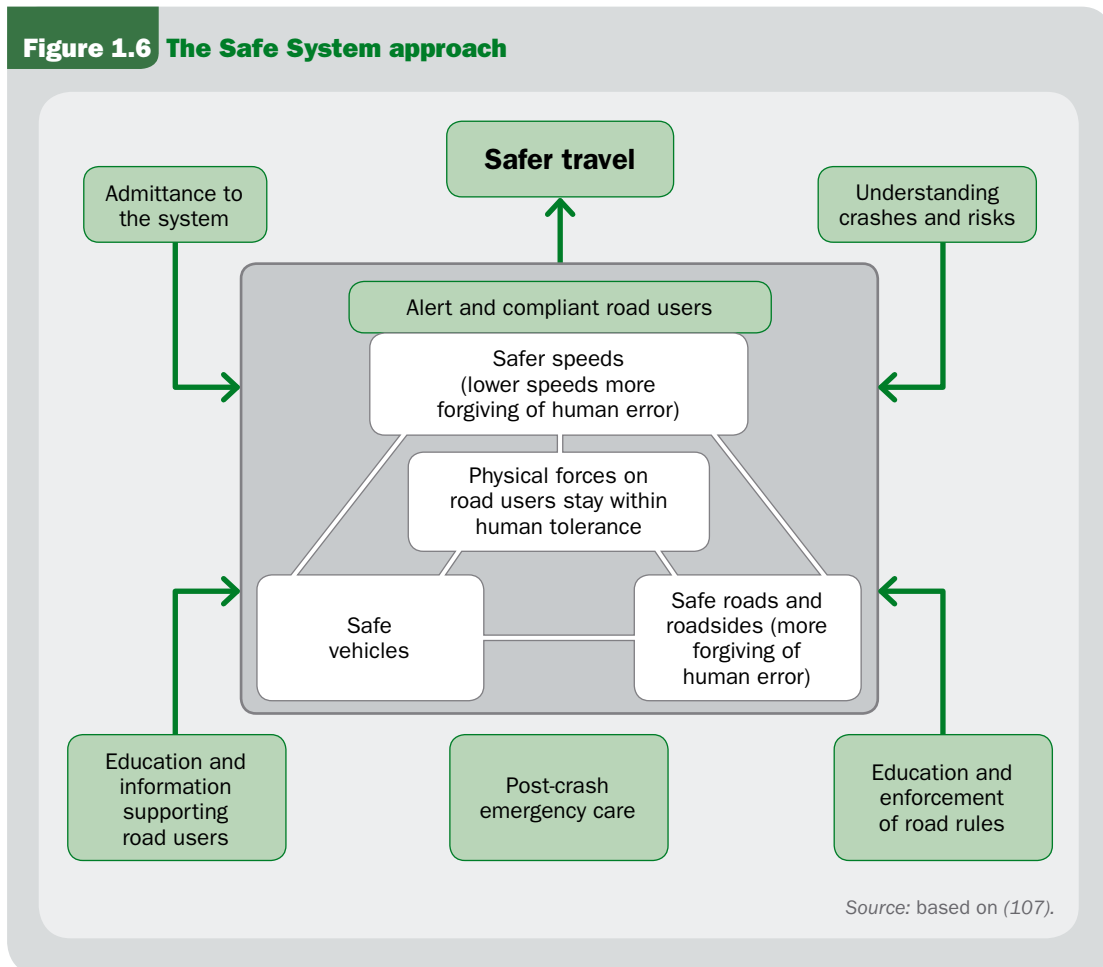 Figure 1.6 The Safe System approach
Safer travel
Admittance to
the system
Understanding
crashes and risks
Alert and compliant road users
Safer speeds
(lower speeds more
forgiving of human error)
Physical forces on
road users stay within
human tolerance
Safe
vehicles
Safe roads and
roadsides (more
forgiving of
human error)
Education and
information
supporting
road users
Post-crash
emergency care
Education and
enforcement
of road rules
Source: based on (107).